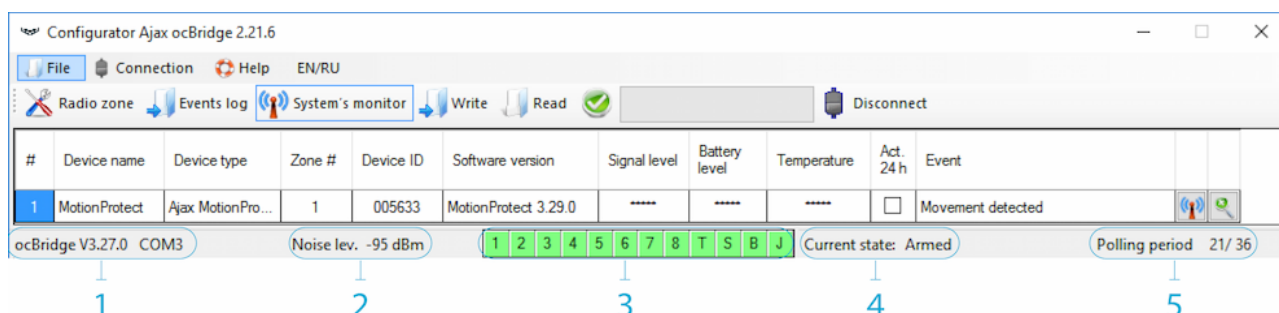 Configurator Ajax ocBridge 2.21.6
File Connection Help EN/RU
Radio zone Events log System's monitor Write Read Disconnect
# Device name Device type Zone # Device ID Software version Signal level Battery level Temperature Act. 24 h Event
1 MotionProtect Ajax MotionPro... 1 005633 MotionProtect 3.29.0 ***** ***** ***** Movement detected
ocBridge V3.27.0 COM3 Noise lev. -95 dBm 1 2 3 4 5 6 7 8 T S B J Current state: Armed Polling period 21/ 36
1 2 3 4 5